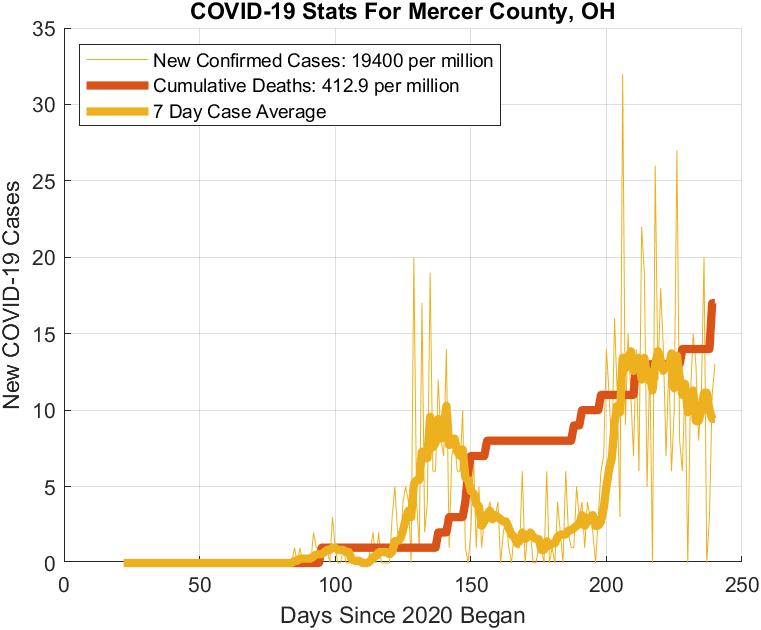 COVID-19 Stats For Mercer County, OH
35
30
25
20
15
10
5
0
New COVID-19 Cases
New Confirmed Cases: 19400 per million
Cumulative Deaths: 412.9 per million
7 Day Case Average
0 50 100 150 200 250
Days Since 2020 Began